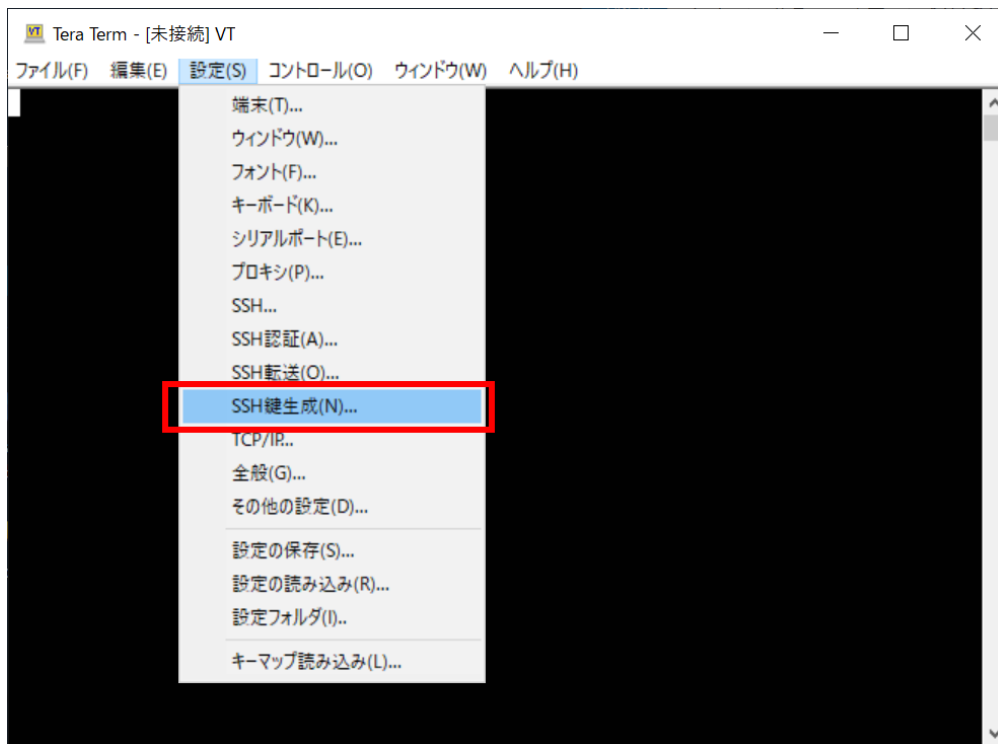 VT Tera Term - [未接続] VT
ファイル(F) 編集(E) 設定(S) コントロール(O) ウィンドウ(W) ヘルプ(H)
端末(T)...
ウィンドウ(W)...
フォント(F)...
キーボード(K)...
シリアルポート(E)...
プロキシ(P)...
SSH...
SSH認証(A)...
SSH転送(O)...
SSH鍵生成(N)...
TCP/IP...
全般(G)...
その他の設定(D)...
設定の保存(S)...
設定の読み込み(R)...
設定フォルダ(I)..
キーマップ読み込み(L)...